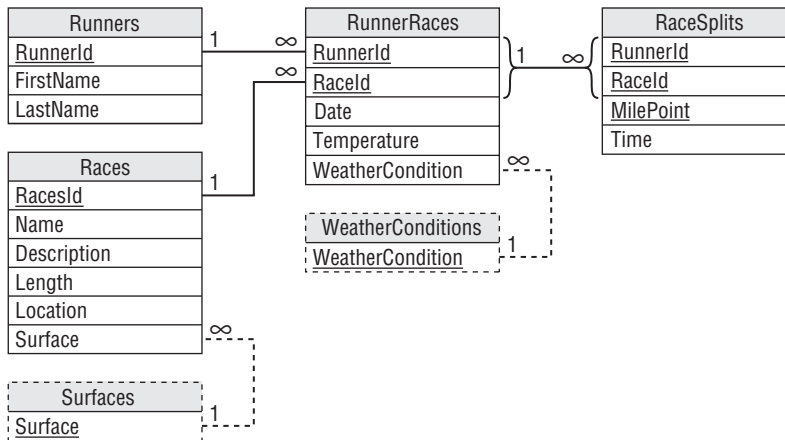 Runners
RunnerId
FirstName
LastName
1
∞
RunnerRaces
RunnerId
RaceId
Date
Temperature
WeatherCondition
∞
1
∞
RaceSplits
RunnerId
RaceId
MilePoint
Time
Races
RacesId
Name
Description
Length
Location
Surface
1
∞
WeatherConditions
WeatherCondition
∞
1
Surfaces
Surface
1